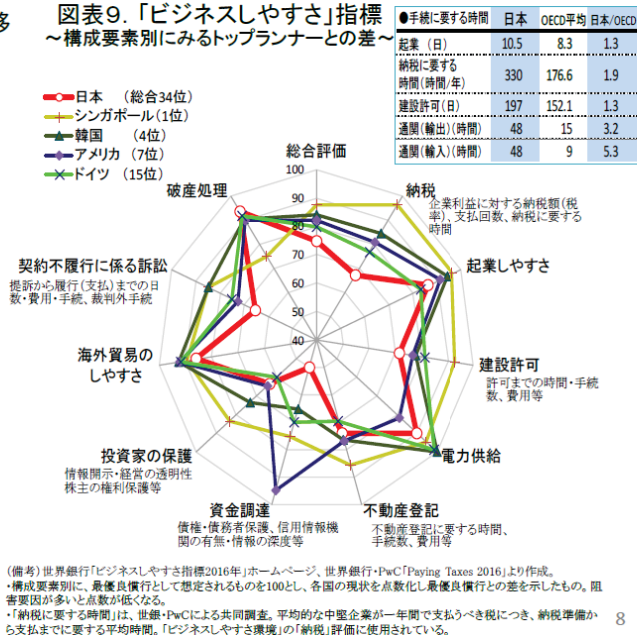 移
図表9.「ビジネスしやすさ」指標
～構成要素別にみるトップランナーとの差～
●手続に要する時間 日本 OECD平均 日本/OECD
起業（日） 10.5 8.3 1.3
納税に要する
時間(時間/年) 330 176.6 1.9
建設許可(日) 197 152.1 1.3
通関(輸出)(時間) 48 15 3.2
通関(輸入)(時間) 48 9 5.3
日本 （総合34位）
シンガポール(1位)
韓国 (4位)
アメリカ (7位)
ドイツ (15位)
総合評価
納税
企業利益に対する納税額(税
率)、支払回数、納税に要する
時間
起業しやすさ
建設許可
許可までの時間・手続
数、費用等
電力供給
不動産登記
不動産登記に要する時間、
手続数、費用等
資金調達
債権・債務者保護、信用情報機
関の有無・情報の深度等
投資家の保護
情報開示・経営の透明性
株主の権利保護等
海外貿易の
しやすさ
契約不履行に係る訴訟
提訴から履行(支払)までの日
数・費用・手続、裁判外手続
破産処理
100
90
80
70
60
50
40
(備考)世界銀行「ビジネスしやすさ指標2016年」ホームページ、世界銀行・PwC「Paying Taxes 2016」より作成。
・構成要素別に、最優良慣行として想定されるものを100とし、各国の現状を点数化し最優良慣行との差を示したもの。阻
害要因が多いと点数が低くなる。
・「納税に要する時間」は、世銀・PwCによる共同調査。平均的な中堅企業が一年間で支払うべき税につき、納税準備か
ら支払までに要する平均時間。「ビジネスしやすさ環境」の「納税」評価に使用されている。
8